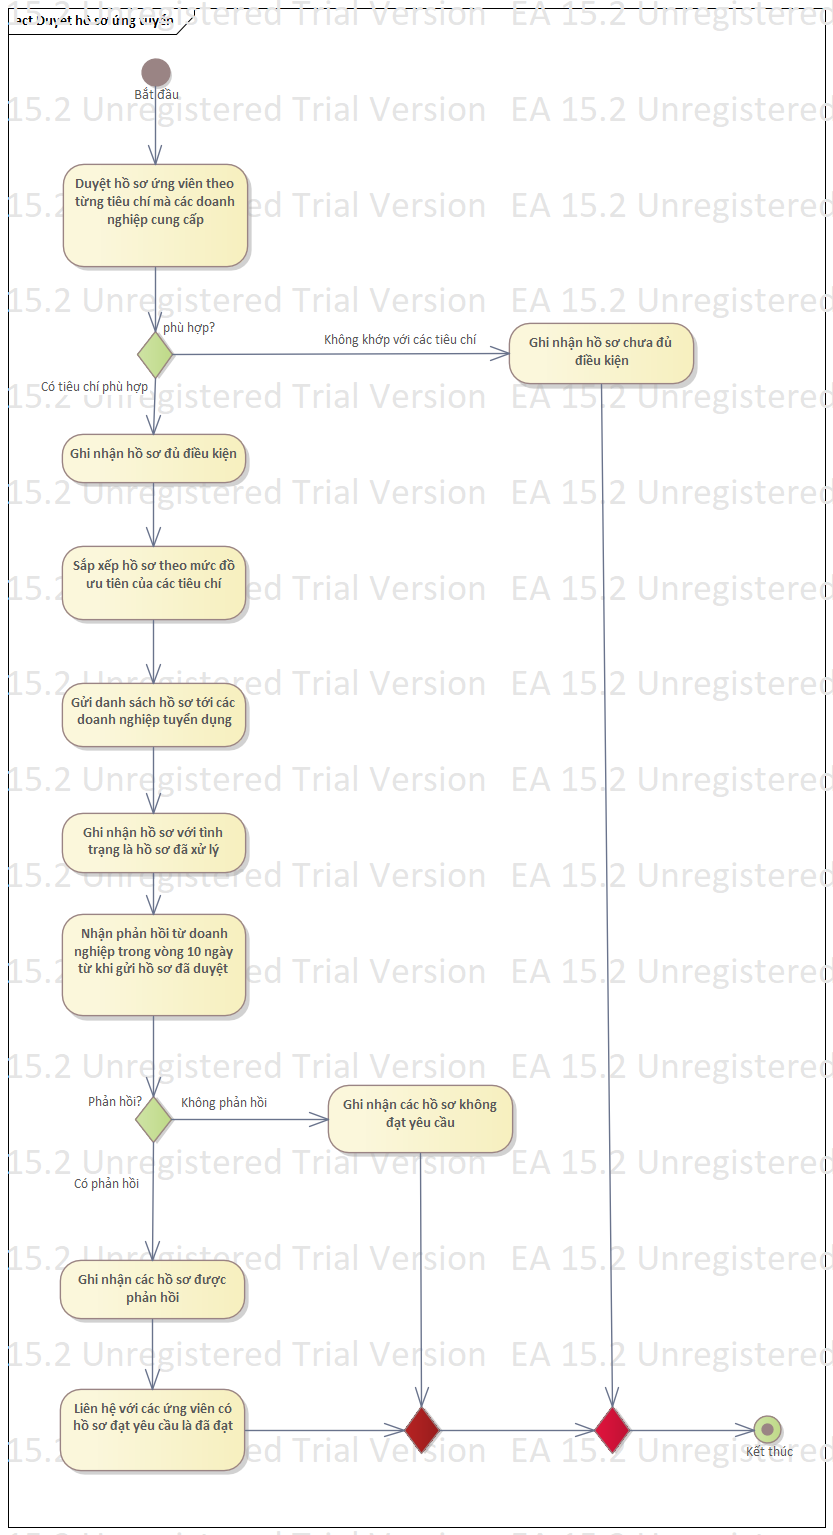 ect Duyệt hồ sơ ứng tuyển
Bắt đầu
Duyệt hồ sơ ứng viên theo
từng tiêu chí mà các doanh
nghiệp cung cấp
phù hợp?
Không khớp với các tiêu chí
Ghi nhận hồ sơ chưa đủ
điều kiện
Có tiêu chí phù hợp
Ghi nhận hồ sơ đủ điều kiện
Sắp xếp hồ sơ theo mức đồ
ưu tiên của các tiêu chí
Gửi danh sách hồ sơ tới các
doanh nghiệp tuyển dụng
Ghi nhận hồ sơ với tình
trạng là hồ sơ đã xử lý
Nhận phản hồi từ doanh
nghiệp trong vòng 10 ngày
từ khi gửi hồ sơ đã duyệt
Phản hồi?
Không phản hồi
Ghi nhận các hồ sơ không
đạt yêu cầu
Có phản hồi
Ghi nhận các hồ sơ được
phản hồi
Liên hệ với các ứng viên có
hồ sơ đạt yêu cầu là đã đạt
Kết thúc
15.2 Unregistered Trial Version EA 15.2 Unregistered